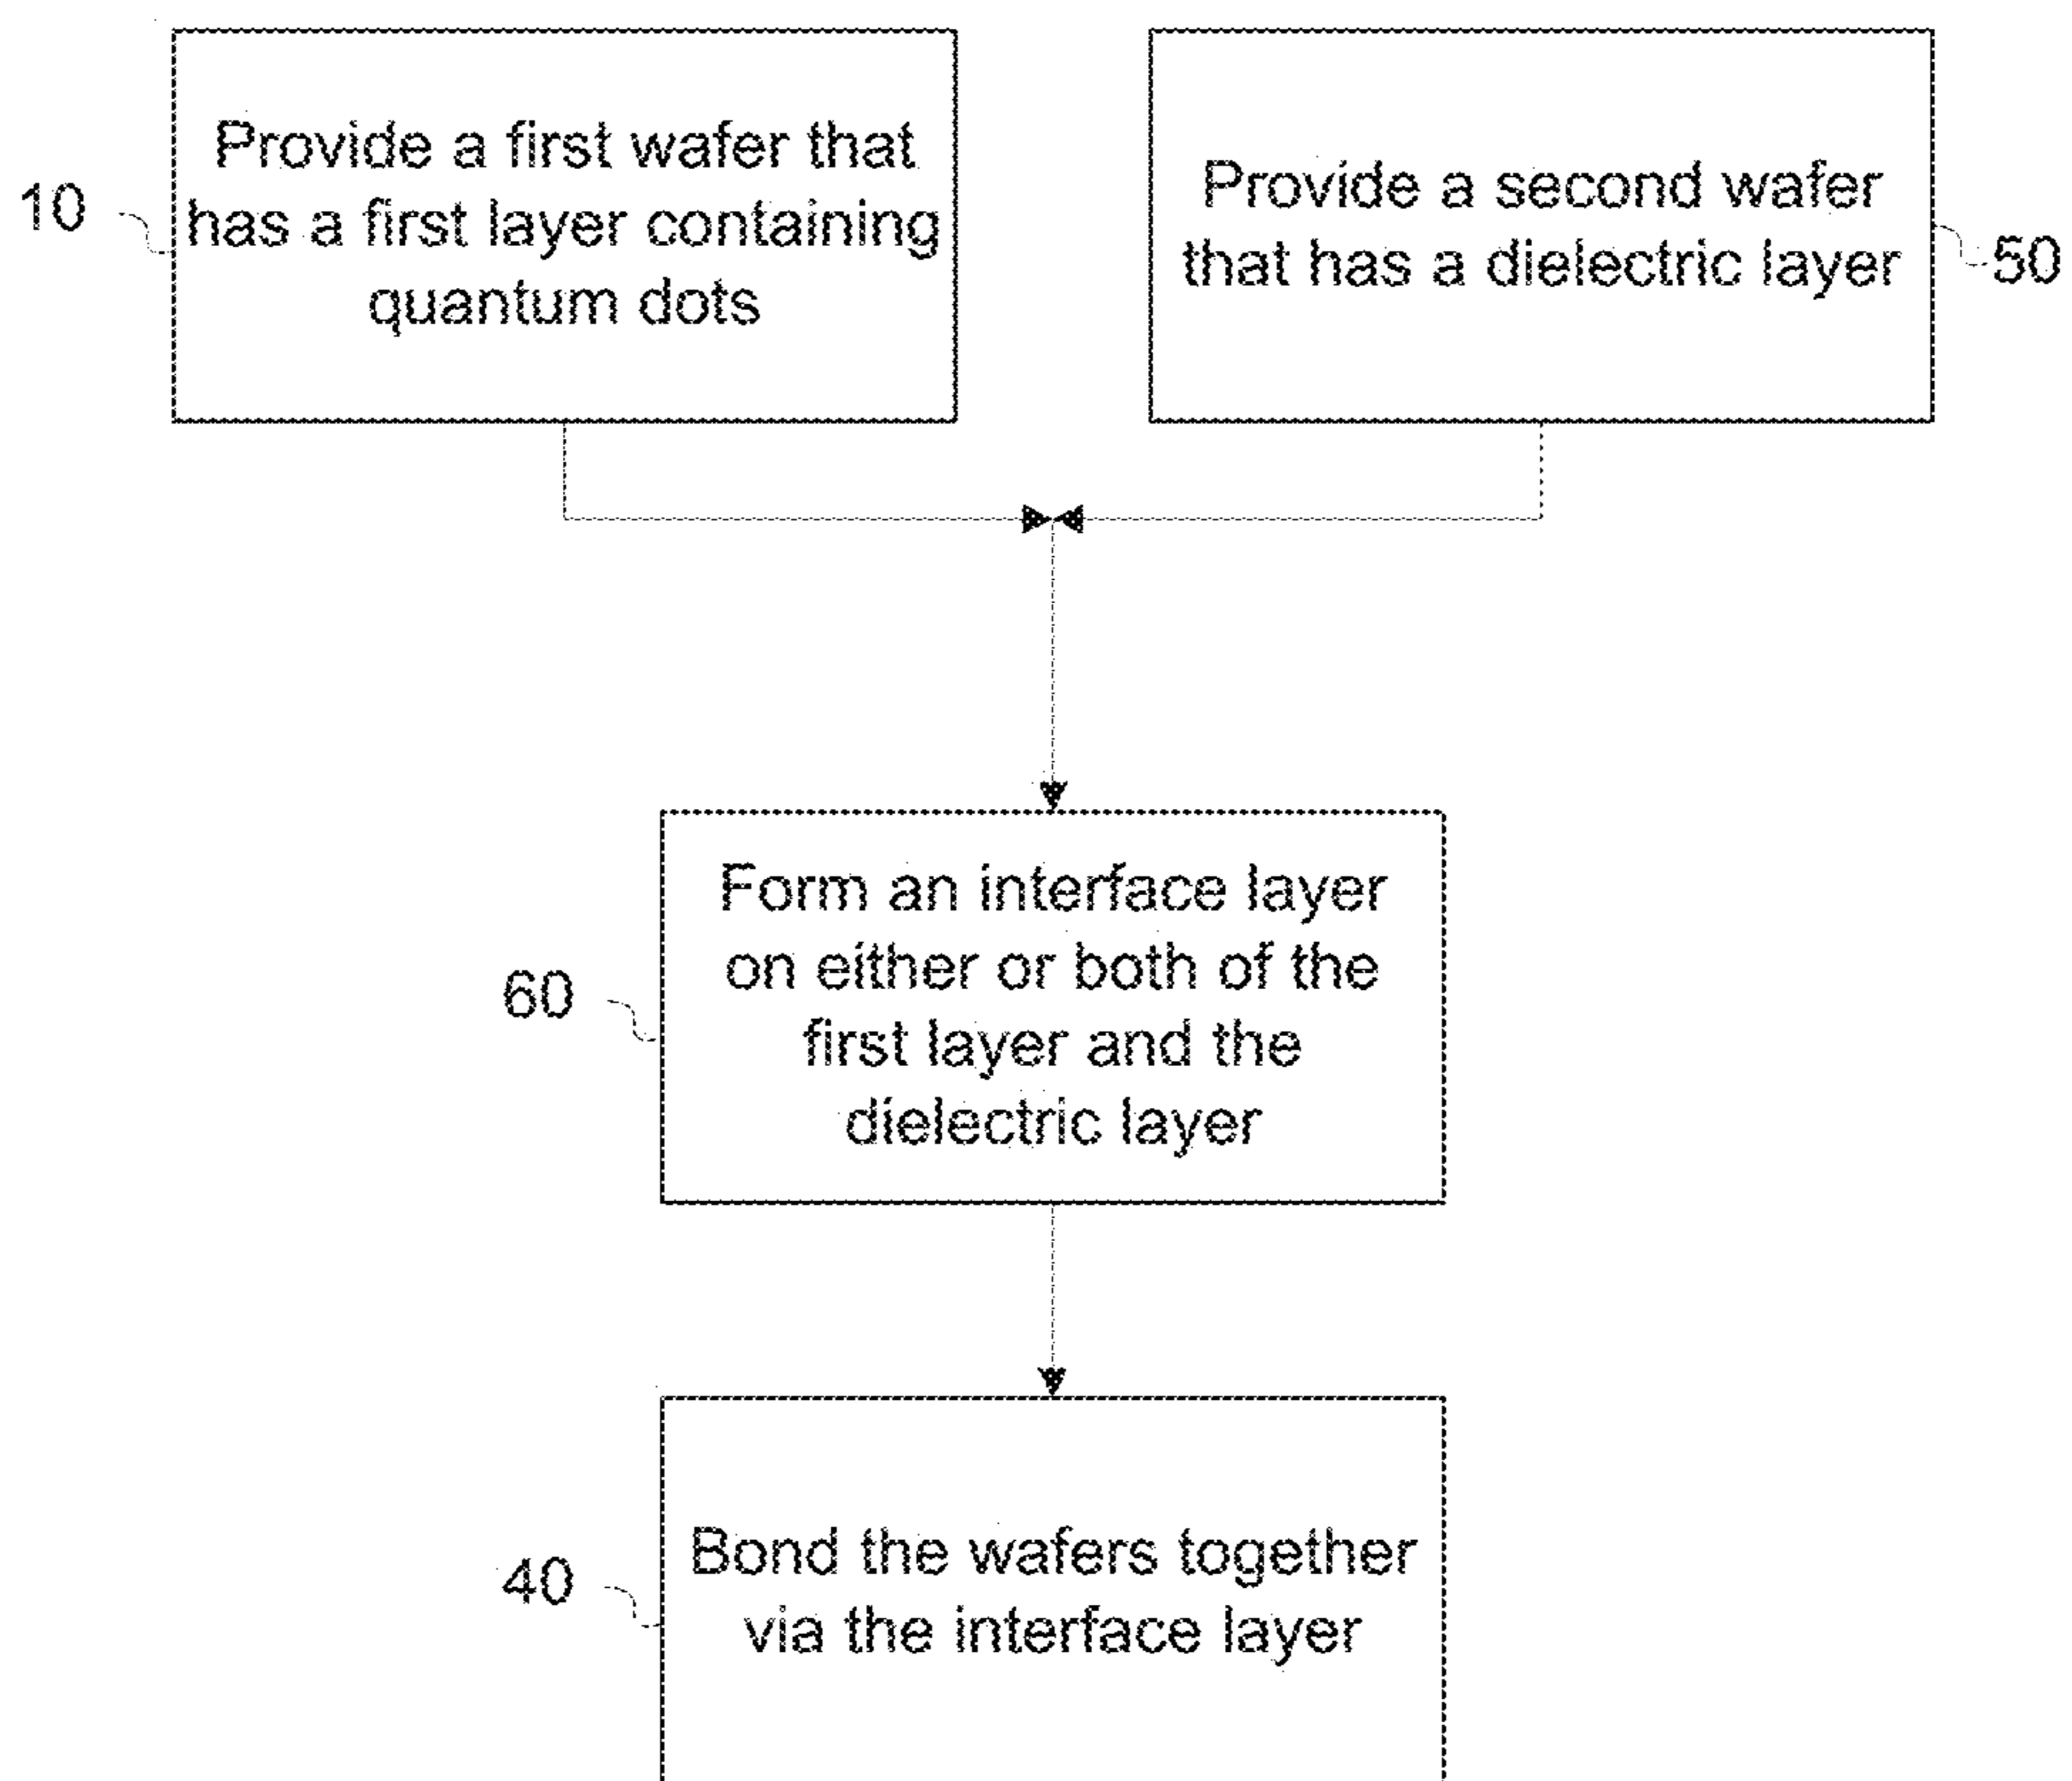 10
Provide a first wafer that
has a first layer containing
quantum dots
Provide a second wafer
that has a dielectric layer
50
60
Form an interface layer
on either or both of the
first layer and the
dielectric layer
40
Bond the wafers together
via the interface layer